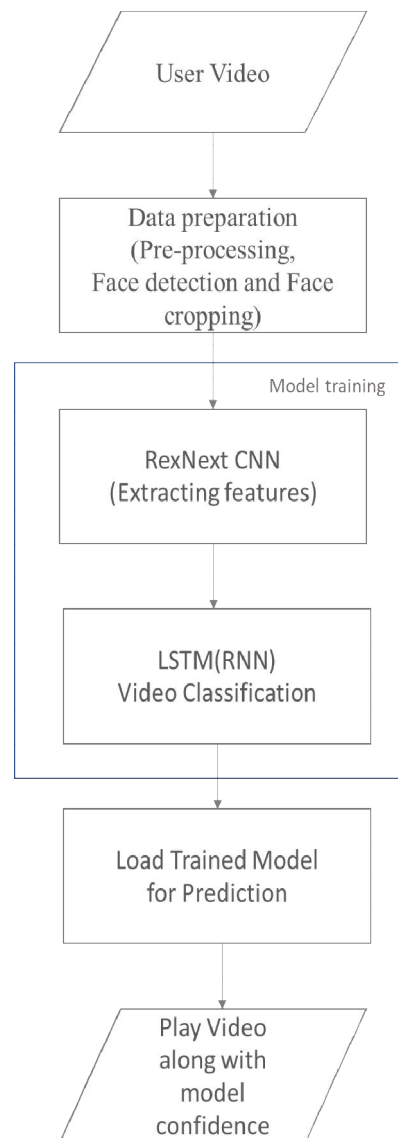 User Video
Data preparation
(Pre-processing,
Face detection and Face
cropping)
Model training
RexNext CNN
(Extracting features)
LSTM(RNN)
Video Classification
Load Trained Model
for Prediction
Play Video
along with
model
confidence